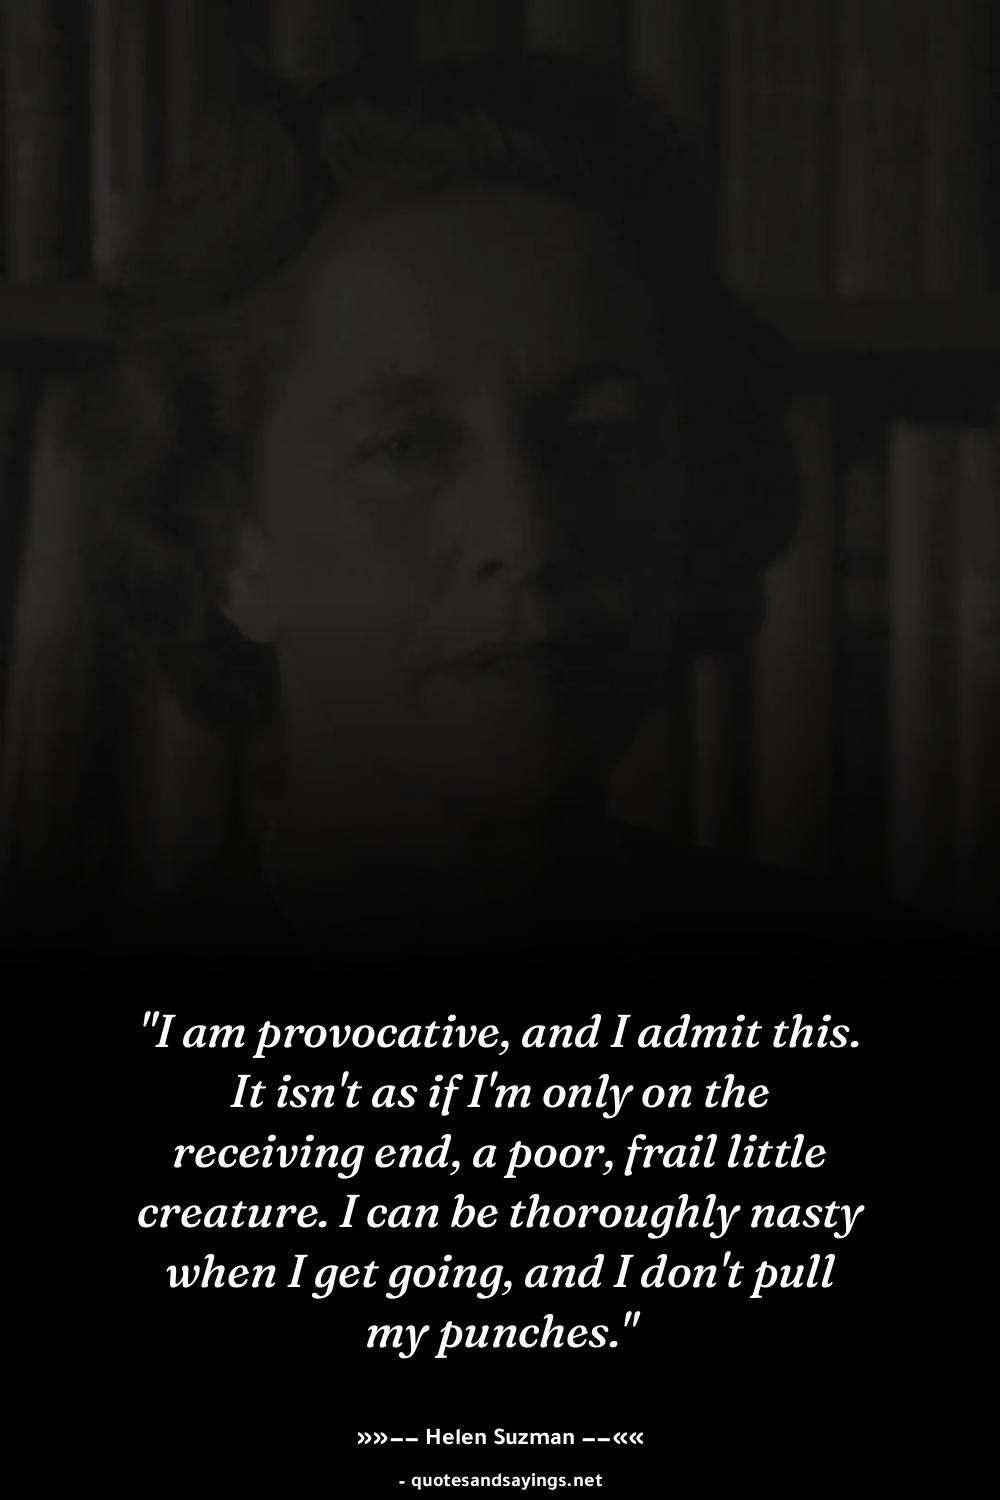 "I am provocative, and I admit this.
It isn't as if I'm only on the
receiving end, a poor, frail little
creature. I can be thoroughly nasty
when I get going, and I don't pull
my punches."
»»–– Helen Suzman ––««
- quotesandsayings.net